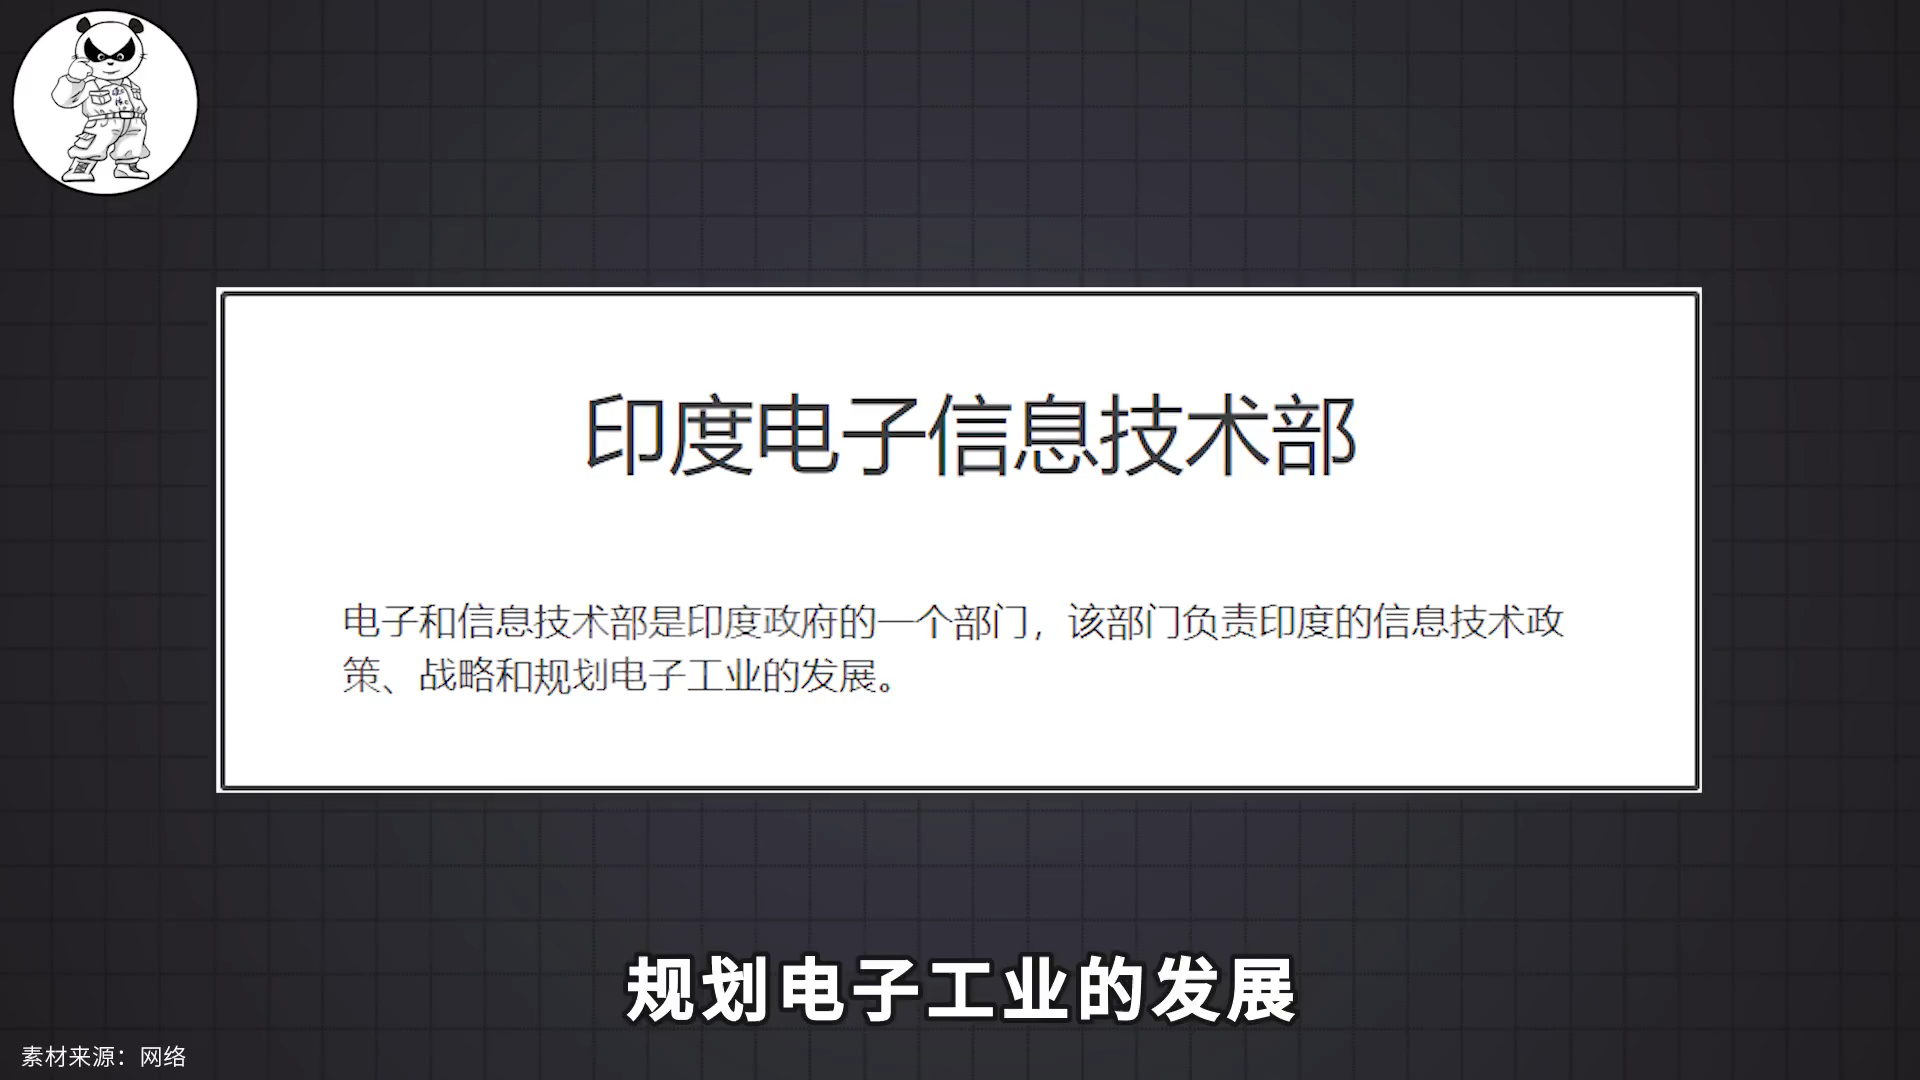 印度电子信息技术部
电子和信息技术部是印度政府的一个部门，该部门负责印度的信息技术政
策、战略和规划电子工业的发展。
规划电子工业的发展
素材来源：网络